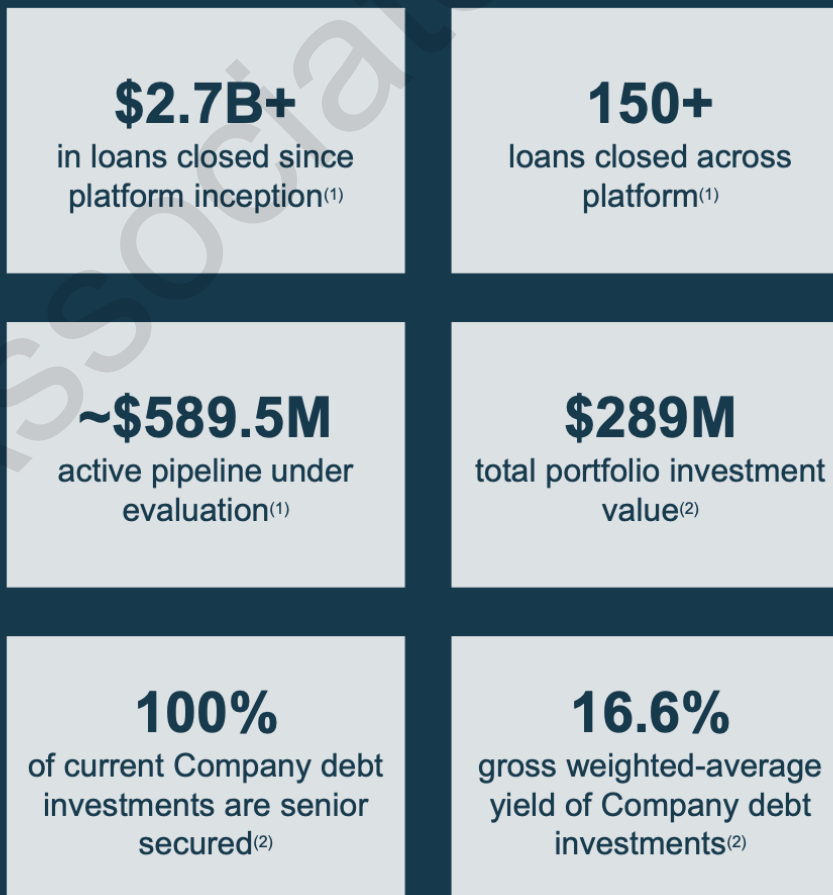 $2.7B+
in loans closed since
platform inception(1)
150+
loans closed across
platform(1)
~$589.5M
active pipeline under
evaluation(1)
$289M
total portfolio investment
value(2)
100%
of current Company debt
investments are senior
secured(2)
16.6%
gross weighted-average
yield of Company debt
investments(2)